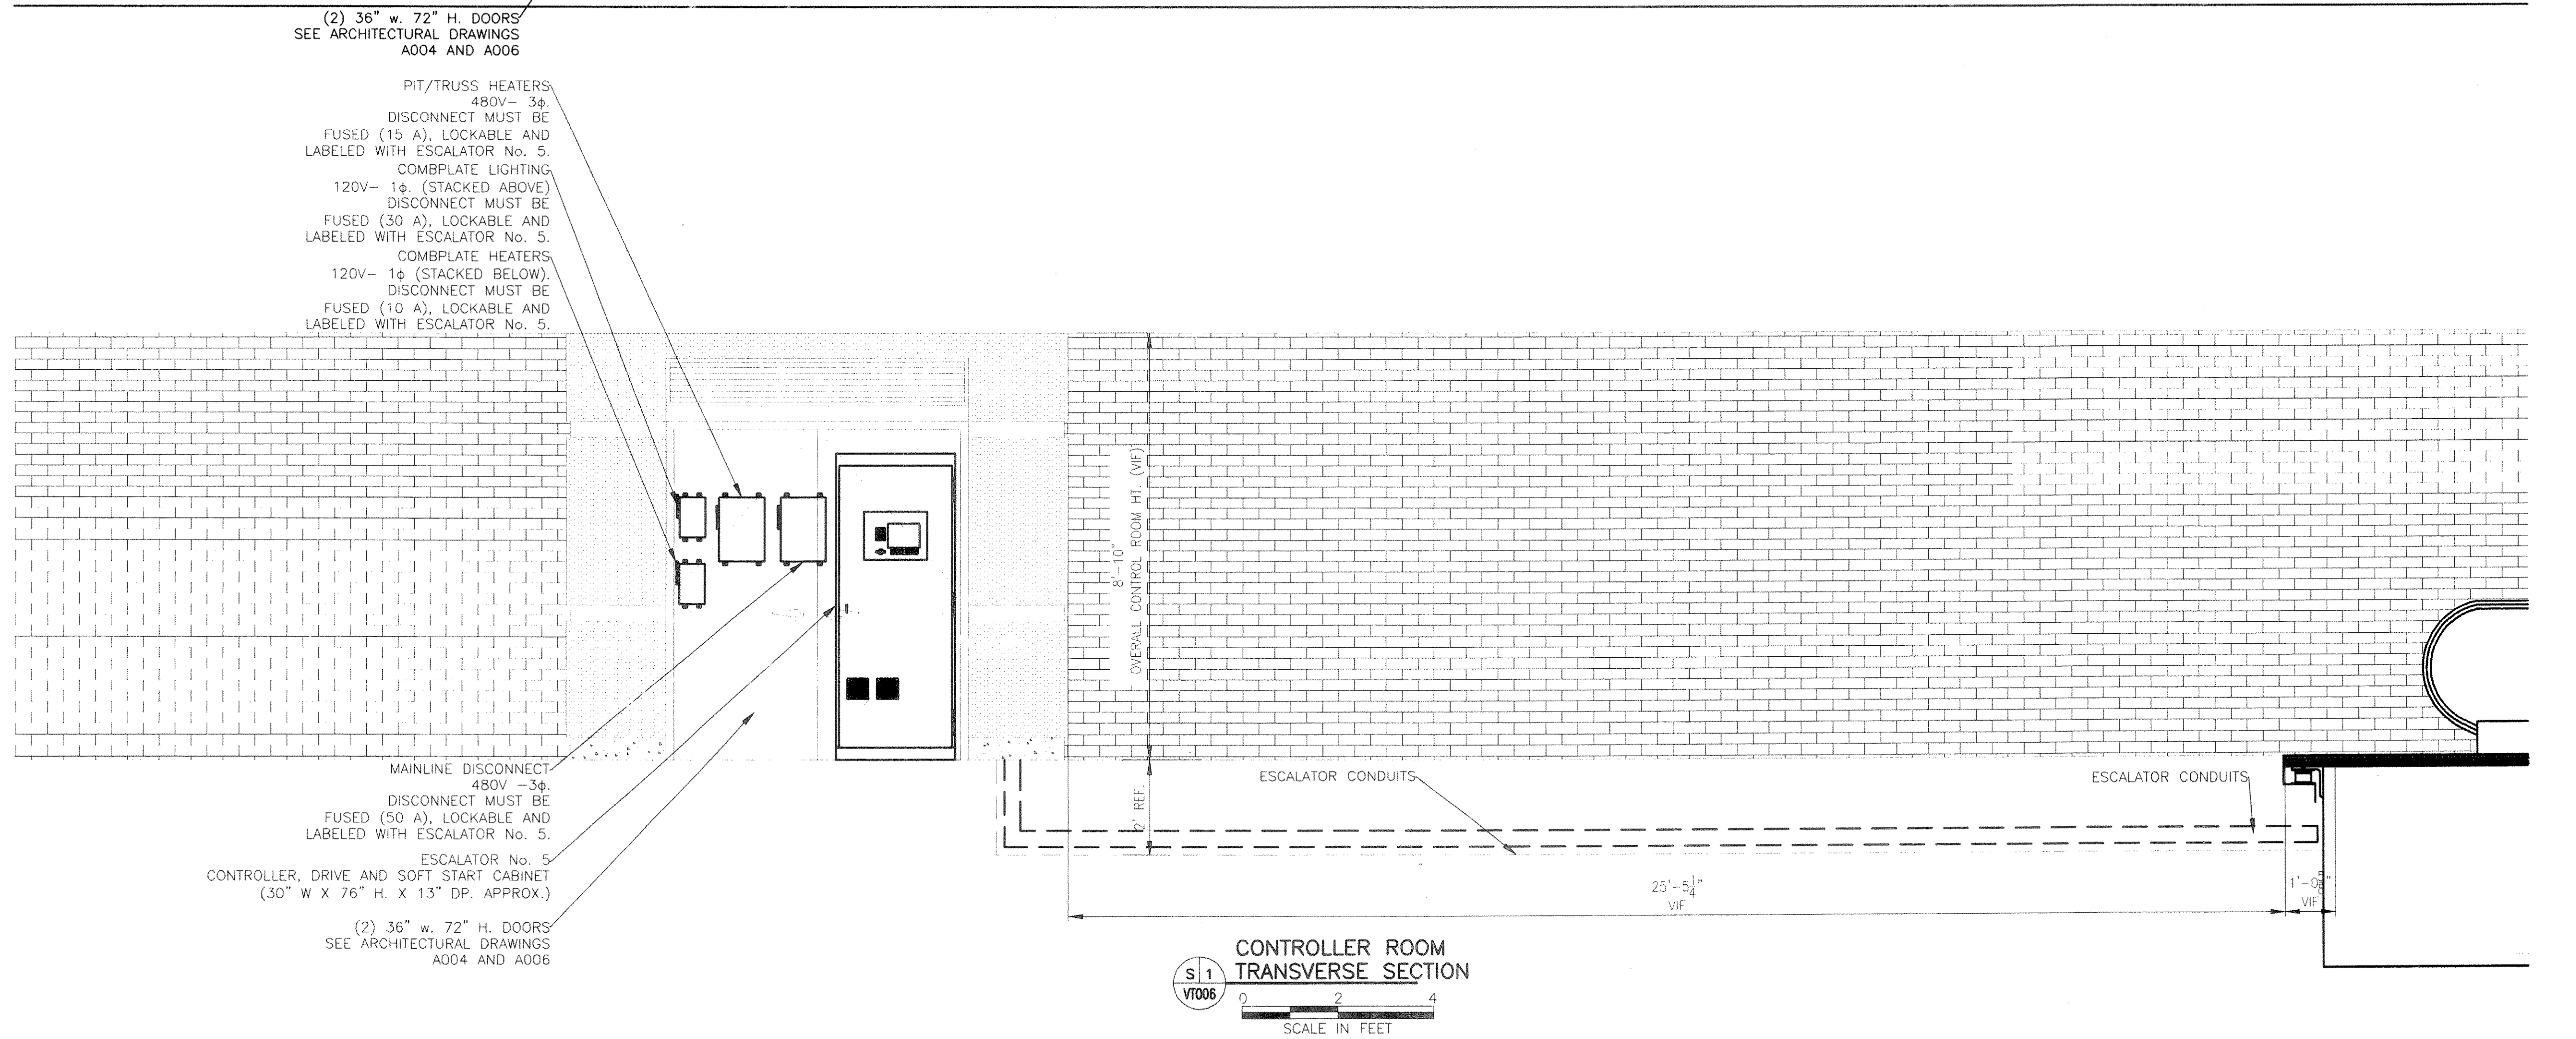 (2) 36" w. 72" H. DOORS
SEE ARCHITECTURAL DRAWINGS
A004 AND A006
PIT/TRUSS HEATERS
480V- 3ϕ.
DISCONNECT MUST BE
FUSED (15 A), LOCKABLE AND
LABELED WITH ESCALATOR No. 5.
COMBPLATE LIGHTING
120V- 1ϕ. (STACKED ABOVE)
DISCONNECT MUST BE
FUSED (30 A), LOCKABLE AND
LABELED WITH ESCALATOR No. 5.
COMBPLATE HEATERS
120V- 1ϕ (STACKED BELOW).
DISCONNECT MUST BE
FUSED (10 A), LOCKABLE AND
LABELED WITH ESCALATOR No. 5.
8'-10"
OVERALL CONTROL ROOM HT. (VIF)
MAINLINE DISCONNECT
480V -3ϕ.
DISCONNECT MUST BE
FUSED (50 A), LOCKABLE AND
LABELED WITH ESCALATOR No. 5.
ESCALATOR No. 5
CONTROLLER, DRIVE AND SOFT START CABINET
(30" W X 76" H. X 13" DP. APPROX.)
(2) 36" w. 72" H. DOORS
SEE ARCHITECTURAL DRAWINGS
A004 AND A006
2' REF.
ESCALATOR CONDUITS
ESCALATOR CONDUITS
25'-5 1/4"
VIF
VIF
CONTROLLER ROOM
TRANSVERSE SECTION
S 1
VT006
0 2 4
SCALE IN FEET